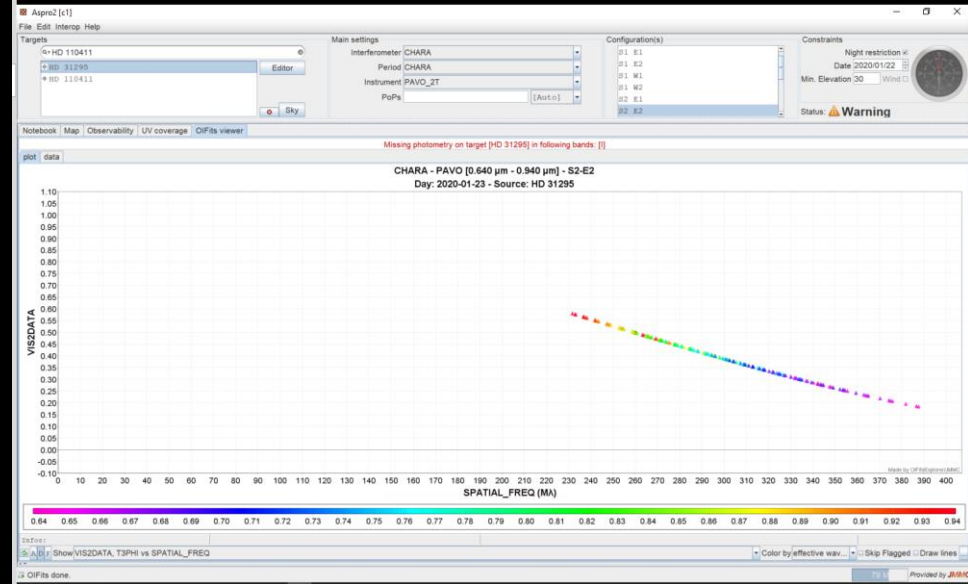 Aspro2 [c1]
File Edit Interop Help
Targets
HD 110411
HD 31295
HD 110411
Editor
Sky
Main settings
Interferometer CHARA
Period CHARA
Instrument PAVO_2T
PoPs [Auto]
Configuration(s)
S1 E1
S1 E2
S1 W1
S1 W2
S2 E1
S2 E2
Constraints
Night restriction
Date 2020/01/22
Min. Elevation 30 Wind
Status: Warning
Notebook Map Observability UV coverage OIFits viewer
Missing photometry on target [HD 31295] in following bands: [I]
plot data
CHARA - PAVO [0.640 µm - 0.940 µm] - S2-E2
Day: 2020-01-23 - Source: HD 31295
VIS2DATA
1.10
1.05
1.00
0.95
0.90
0.85
0.80
0.75
0.70
0.65
0.60
0.55
0.50
0.45
0.40
0.35
0.30
0.25
0.20
0.15
0.10
0.05
0.00
-0.05
-0.10
0 10 20 30 40 50 60 70 80 90 100 110 120 130 140 150 160 170 180 190 200 210 220 230 240 250 260 270 280 290 300 310 320 330 340 350 360 370 380 390 400
SPATIAL_FREQ (Mλ)
Made by OIFitsExplorer/JMMC
0.64 0.65 0.66 0.67 0.68 0.69 0.70 0.71 0.72 0.73 0.74 0.75 0.76 0.77 0.78 0.79 0.80 0.81 0.82 0.83 0.84 0.85 0.86 0.87 0.88 0.89 0.90 0.91 0.92 0.93 0.94
Infos:
Show VIS2DATA, T3PHI vs SPATIAL_FREQ
Color by effective wav... Skip Flagged Draw lines
OIFits done.
Provided by JMMC